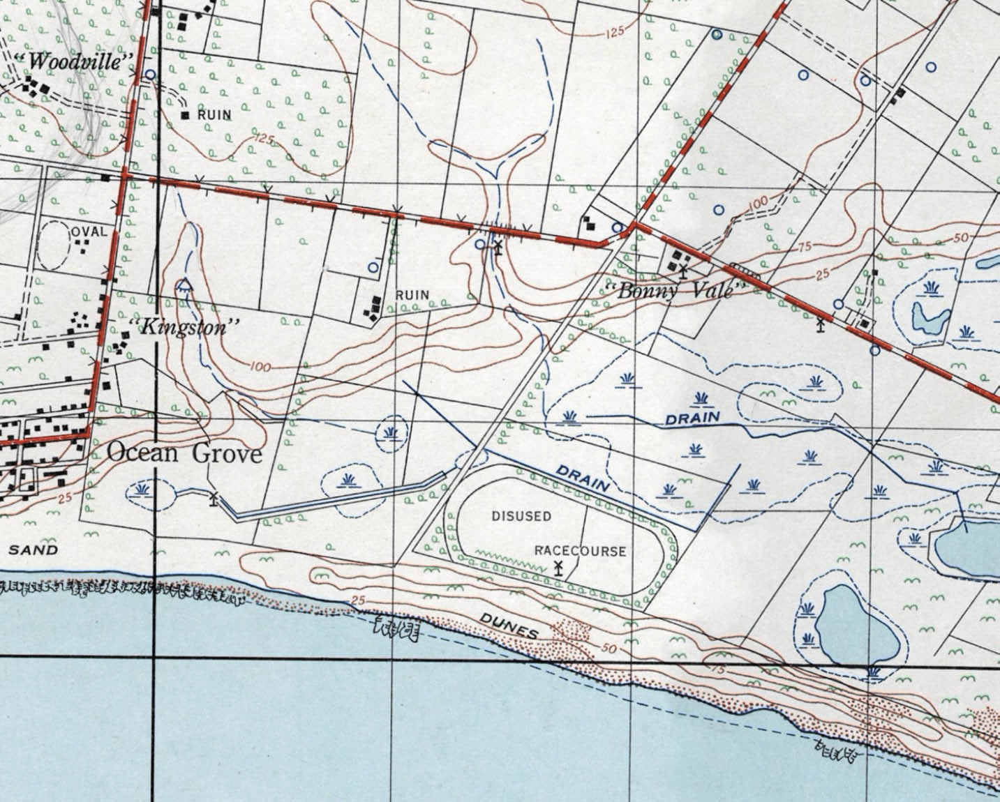 125
"Woodville"
RUIN
125
100
OVAL
75
50
25
"Bonny Vale"
RUIN
"Kingston"
100
DRAIN
Ocean Grove
DRAIN
25
DISUSED
RACECOURSE
SAND
25
DUNES
50
75